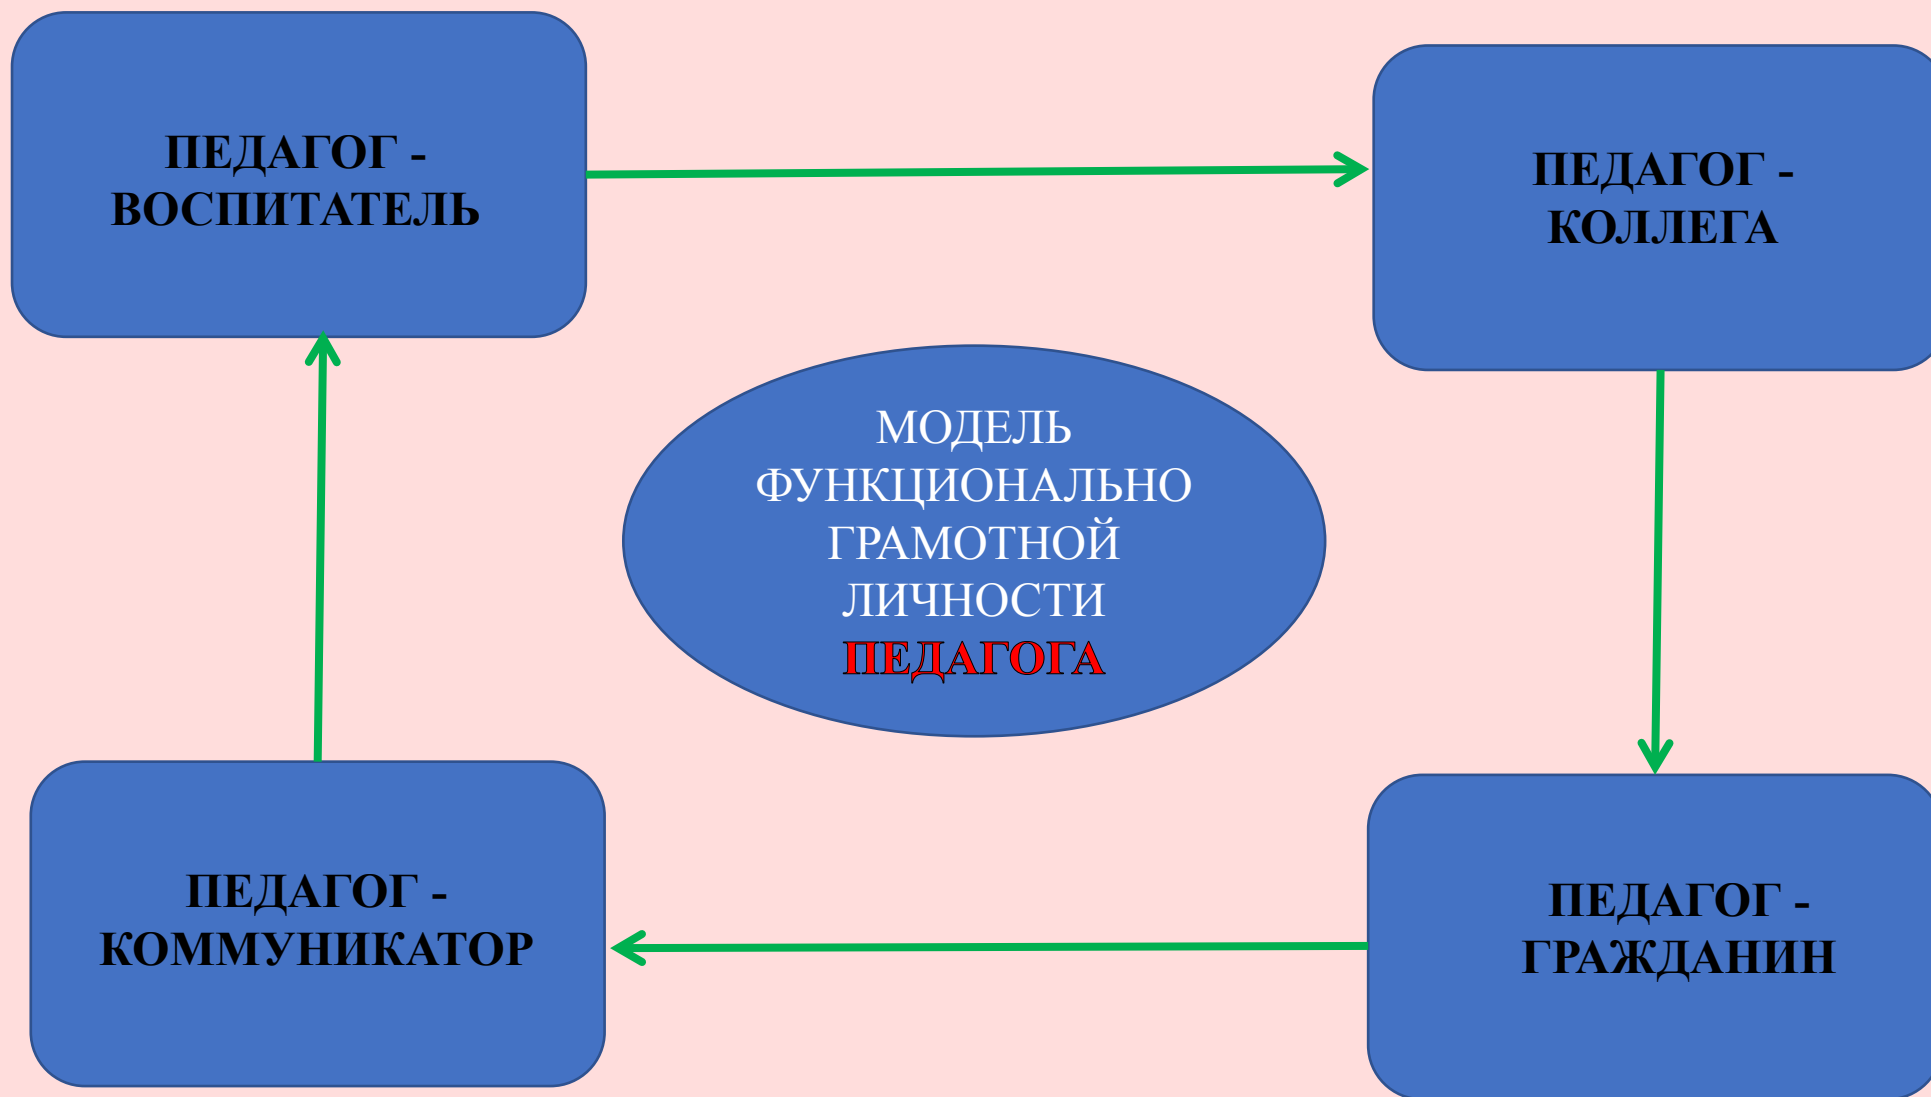 ПЕДАГОГ -
ВОСПИТАТЕЛЬ
ПЕДАГОГ -
КОЛЛЕГА
МОДЕЛЬ
ФУНКЦИОНАЛЬНО
ГРАМОТНОЙ
ЛИЧНОСТИ
ПЕДАГОГА
ПЕДАГОГ -
КОММУНИКАТОР
ПЕДАГОГ -
ГРАЖДАНИН